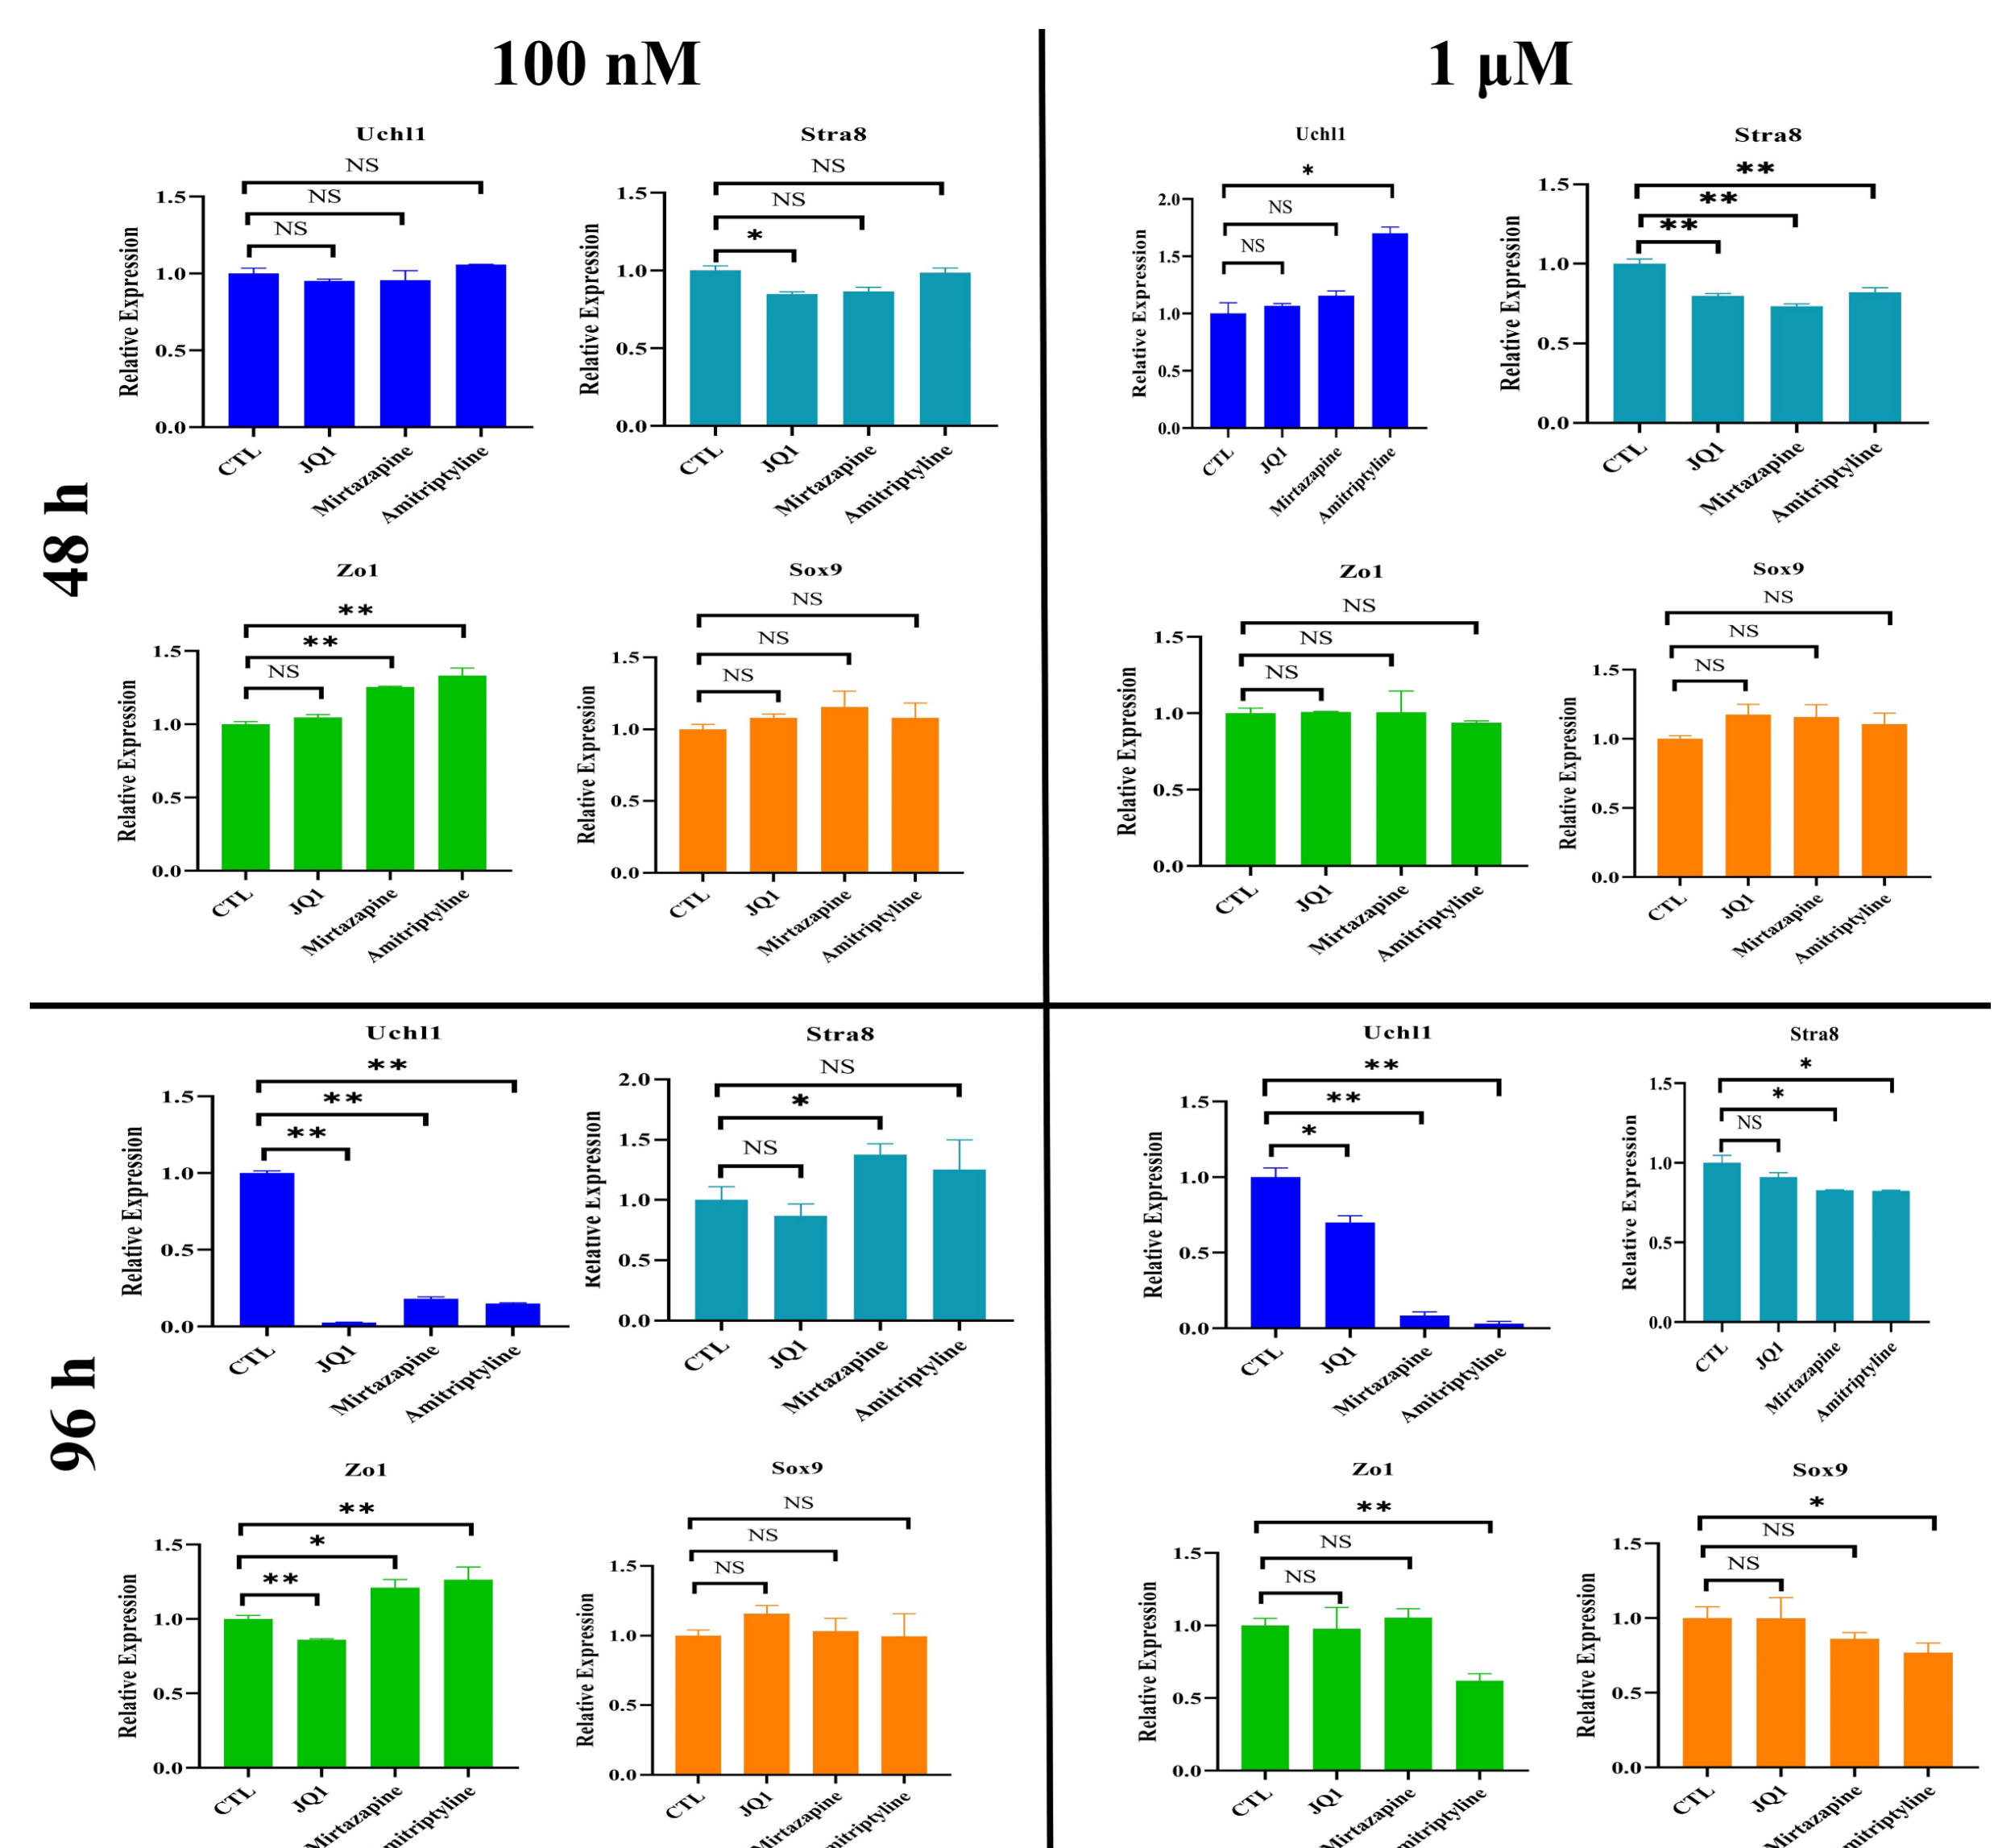 100 nM
1 µM
48 h
Uchl1
NS
NS
NS
Relative Expression
1.5
1.0
0.5
0.0
CTL
JQ1
Mirtazapine
Amitriptyline
Stra8
NS
NS
*
Relative Expression
1.5
1.0
0.5
0.0
CTL
JQ1
Mirtazapine
Amitriptyline
Uchl1
*
NS
NS
Relative Expression
2.0
1.5
1.0
0.5
0.0
CTL
JQ1
Mirtazapine
Amitriptyline
Stra8
**
**
**
Relative Expression
1.5
1.0
0.5
0.0
CTL
JQ1
Mirtazapine
Amitriptyline
Zo1
**
**
NS
Relative Expression
1.5
1.0
0.5
0.0
CTL
JQ1
Mirtazapine
Amitriptyline
Sox9
NS
NS
NS
Relative Expression
1.5
1.0
0.5
0.0
CTL
JQ1
Mirtazapine
Amitriptyline
Zo1
NS
NS
NS
Relative Expression
1.5
1.0
0.5
0.0
CTL
JQ1
Mirtazapine
Amitriptyline
Sox9
NS
NS
NS
Relative Expression
1.5
1.0
0.5
0.0
CTL
JQ1
Mirtazapine
Amitriptyline
96 h
Uchl1
**
**
**
Relative Expression
1.5
1.0
0.5
0.0
CTL
JQ1
Mirtazapine
Amitriptyline
Stra8
NS
*
NS
Relative Expression
2.0
1.5
1.0
0.5
0.0
CTL
JQ1
Mirtazapine
Amitriptyline
Uchl1
**
**
*
Relative Expression
1.5
1.0
0.5
0.0
CTL
JQ1
Mirtazapine
Amitriptyline
Stra8
*
*
NS
Relative Expression
1.5
1.0
0.5
0.0
CTL
JQ1
Mirtazapine
Amitriptyline
Zo1
**
*
**
Relative Expression
1.5
1.0
0.5
0.0
CTL
JQ1
Mirtazapine
mitriptyline
Sox9
NS
NS
NS
Relative Expression
1.5
1.0
0.5
0.0
CTL
JQ1
Mirtazapine
mitriptyline
Zo1
**
NS
NS
Relative Expression
1.5
1.0
0.5
0.0
CTL
JQ1
Mirtazapine
mitriptyline
Sox9
*
NS
NS
Relative Expression
1.5
1.0
0.5
0.0
CTL
JQ1
Mirtazapine
mitriptyline